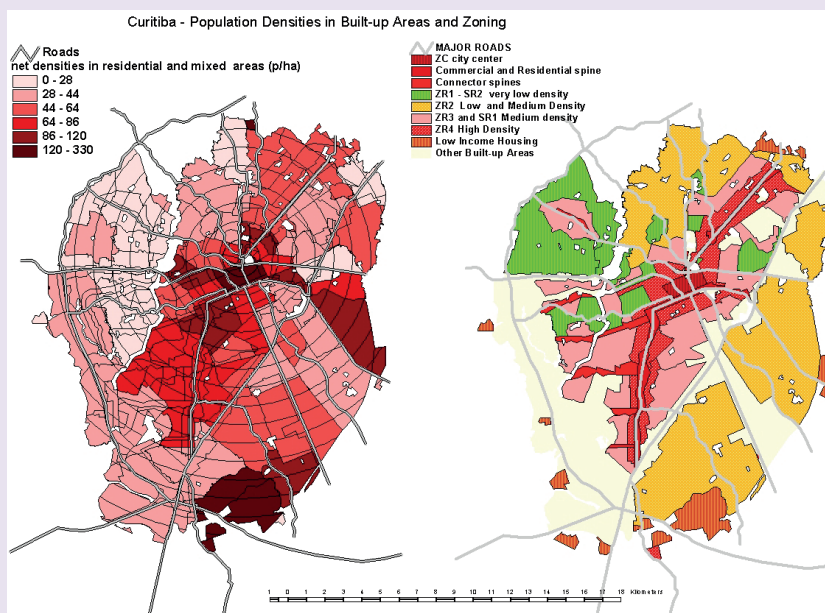 Curitiba - Population Densities in Built-up Areas and Zoning
Roads
net densities in residential and mixed areas (p/ha)
0 - 28
28 - 44
44 - 64
64 - 86
86 - 120
120 - 330
MAJOR ROADS
ZC city center
Commercial and Residential spine
Connector spines
ZR1 - SR2 very low density
ZR2 Low and Medium Density
ZR3 and SR1 Medium density
ZR4 High Density
Low Income Housing
Other Built-up Areas
1 0 1 2 3 4 5 6 7 8 9 10 11 12 13 14 15 16 17 18 Kilometers